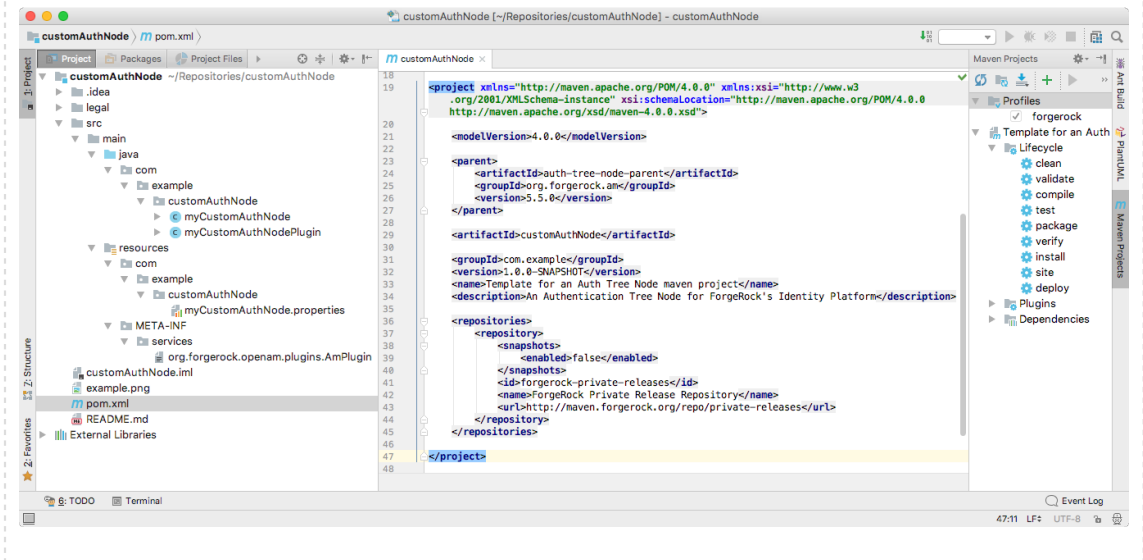 customAuthNode [~/Repositories/customAuthNode] - customAuthNode
customAuthNode
pom.xml
Project
Packages
Project Files
customAuthNode
Maven Projects
1: Project
customAuthNode ~/Repositories/customAuthNode
.idea
legal
src
main
java
com
example
customAuthNode
myCustomAuthNode
myCustomAuthNodePlugin
resources
com
example
customAuthNode
myCustomAuthNode.properties
META-INF
services
org.forgerock.openam.plugins.AmPlugin
customAuthNode.iml
example.png
pom.xml
README.md
External Libraries
Z: Structure
2: Favorites
18
19 <project xmlns="http://maven.apache.org/POM/4.0.0" xmlns:xsi="http://www.w3
.org/2001/XMLSchema-instance" xsi:schemaLocation="http://maven.apache.org/POM/4.0.0
http://maven.apache.org/xsd/maven-4.0.0.xsd">
20
21 <modelVersion>4.0.0</modelVersion>
22
23 <parent>
24 <artifactId>auth-tree-node-parent</artifactId>
25 <groupId>org.forgerock.am</groupId>
26 <version>5.5.0</version>
27 </parent>
28
29 <artifactId>customAuthNode</artifactId>
30
31 <groupId>com.example</groupId>
32 <version>1.0.0-SNAPSHOT</version>
33 <name>Template for an Auth Tree Node maven project</name>
34 <description>An Authentication Tree Node for ForgeRock's Identity Platform</description>
35
36 <repositories>
37 <repository>
38 <snapshots>
39 <enabled>false</enabled>
40 </snapshots>
41 <id>forgerock-private-releases</id>
42 <name>ForgeRock Private Release Repository</name>
43 <url>http://maven.forgerock.org/repo/private-releases</url>
44 </repository>
45 </repositories>
46
47 </project>
48
Profiles
forgerock
Template for an Auth
Lifecycle
clean
validate
compile
test
package
verify
install
site
deploy
Plugins
Dependencies
Ant Build
PlantUML
Maven Projects
6: TODO
Terminal
Event Log
47:11 LF UTF-8